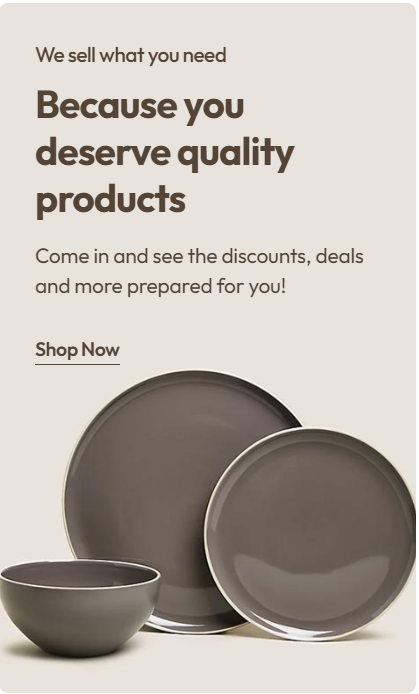 We sell what you need
Because you
deserve quality
products
Come in and see the discounts, deals
and more prepared for you!
Shop Now